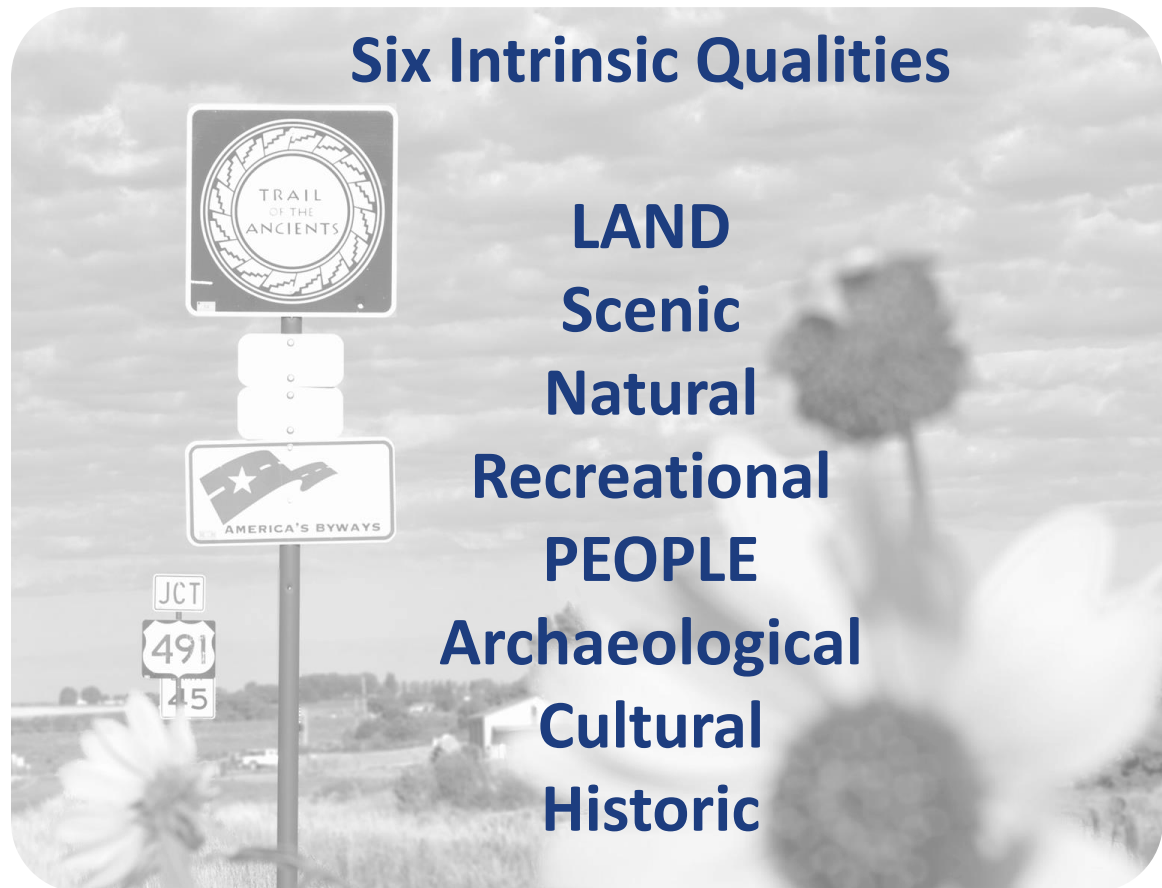 Six Intrinsic Qualities
TRAIL
OF THE
ANCIENTS
LAND
Scenic
Natural
Recreational
PEOPLE
Archaeological
Cultural
Historic
AMERICA'S BYWAYS
JCT
491
45